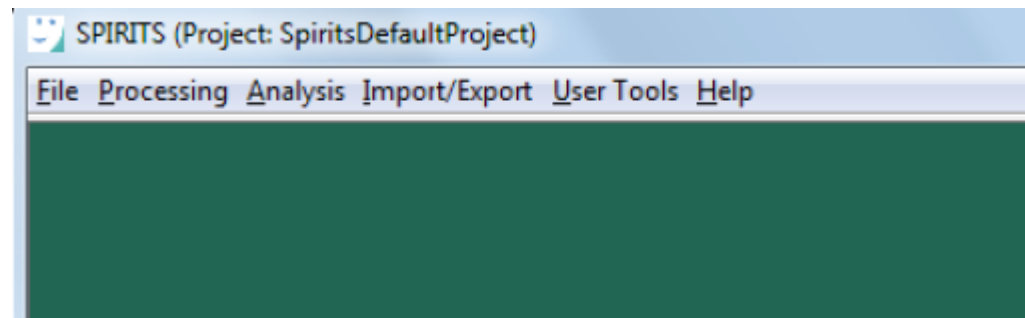 SPIRITS (Project: SpiritsDefaultProject)
File Processing Analysis Import/Export User Tools Help